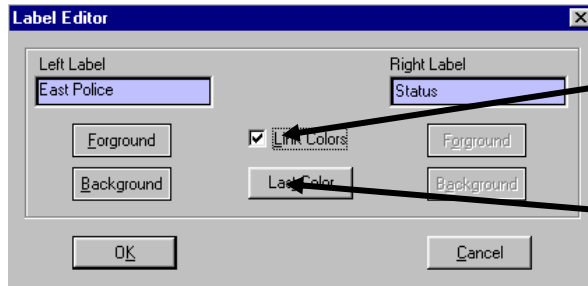 Label Editor
Left Label Right Label
East Police Status
Forground Link Colors Forground
Background Last Color Background
OK Cancel